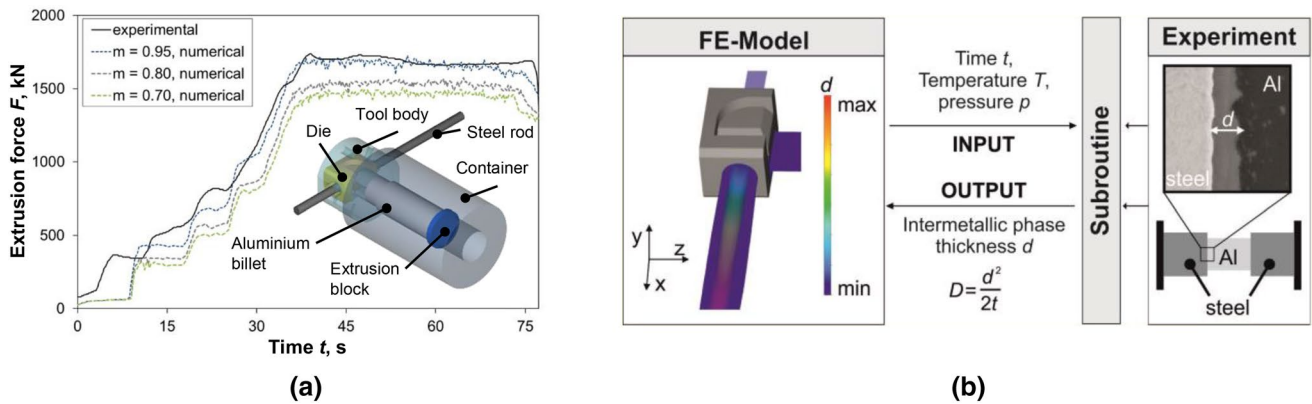 2000
1500
1000
500
0
Extrusion force F, kN
experimental
m = 0.95, numerical
m = 0.80, numerical
m = 0.70, numerical
Tool body
Die
Steel rod
Container
Aluminium
billet
Extrusion
block
0 15 30 45 60 75
Time t, s
(a)
FE-Model
d
max
min
y
z
x
Time t,
Temperature T,
pressure p
INPUT
OUTPUT
Intermetallic phase
thickness d
D = d²/2t
Subroutine
Experiment
Al
d
steel
Al
steel
(b)